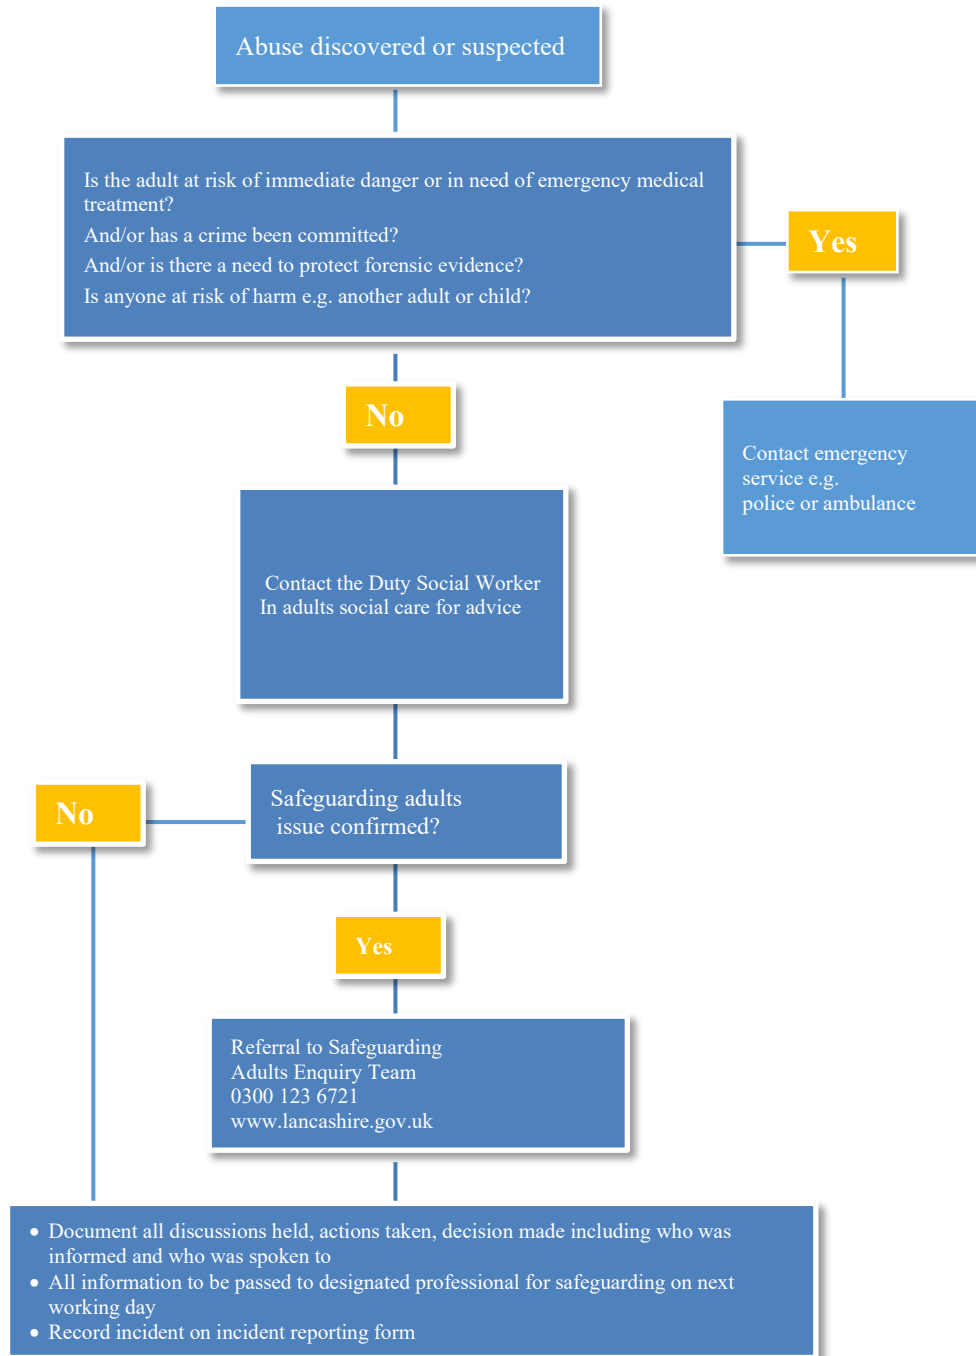 Abuse discovered or suspected
Is the adult at risk of immediate danger or in need of emergency medical
treatment?
And/or has a crime been committed?
And/or is there a need to protect forensic evidence?
Is anyone at risk of harm e.g. another adult or child?
Yes
No
Contact emergency
service e.g.
police or ambulance
Contact the Duty Social Worker
In adults social care for advice
Safeguarding adults
issue confirmed?
No
Yes
Referral to Safeguarding
Adults Enquiry Team
0300 123 6721
www.lancashire.gov.uk
• Document all discussions held, actions taken, decision made including who was
informed and who was spoken to
• All information to be passed to designated professional for safeguarding on next
working day
• Record incident on incident reporting form